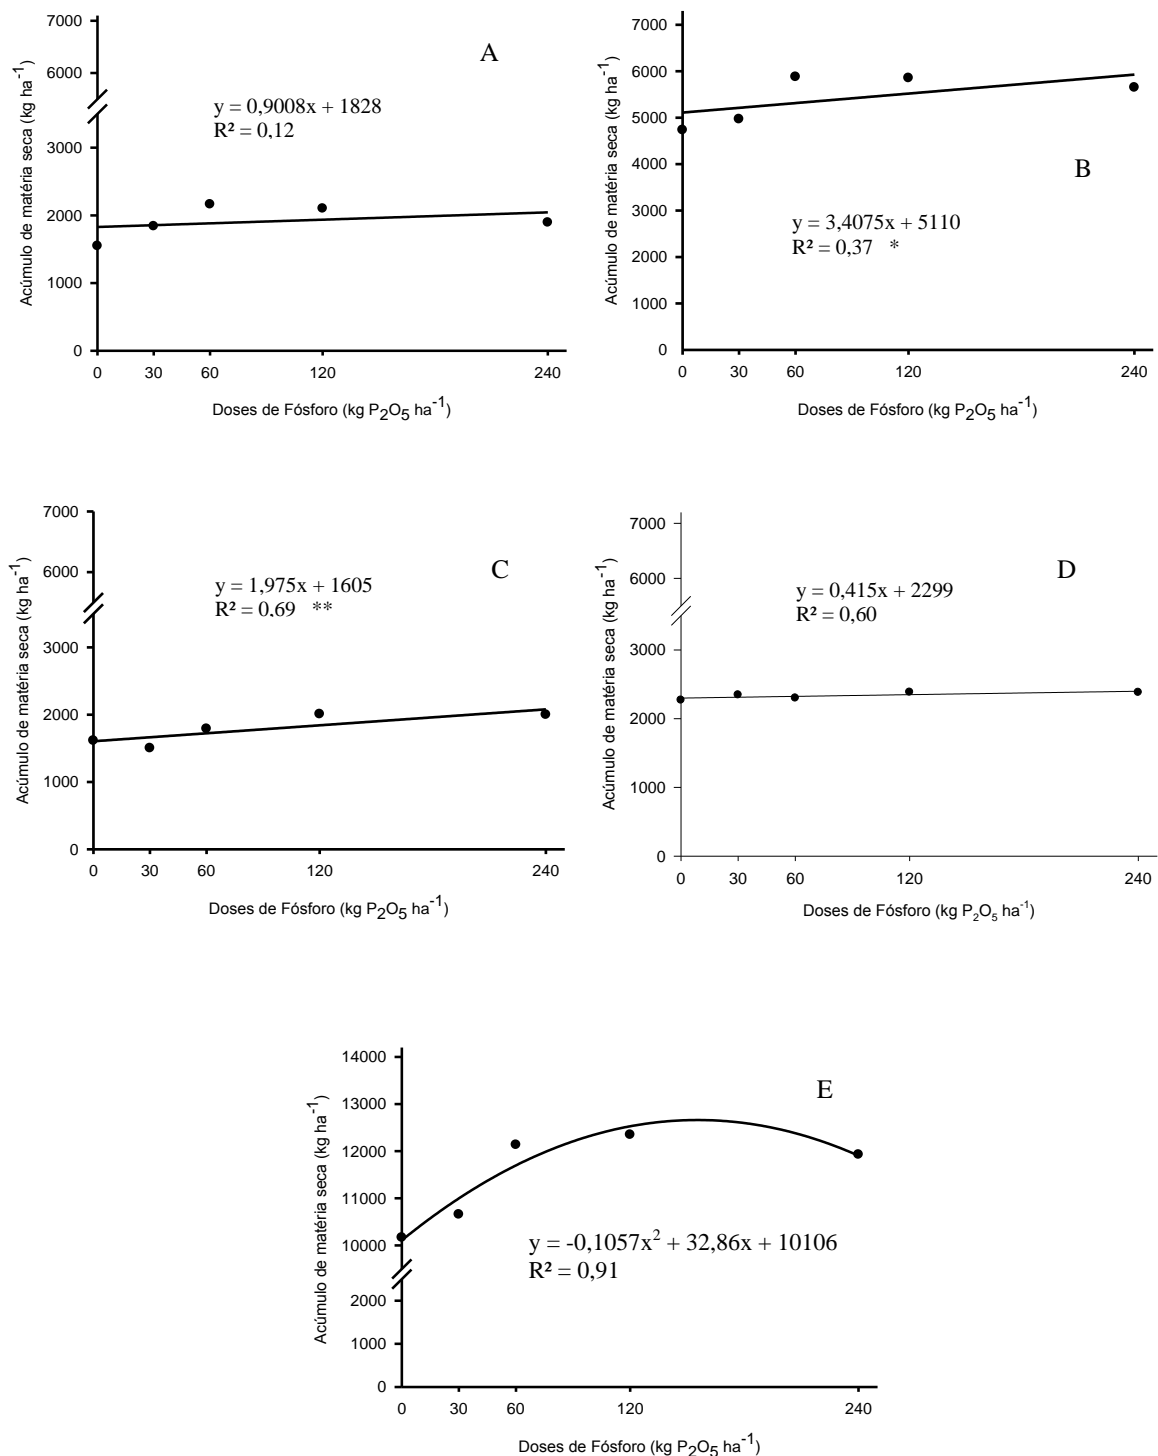 7000
6000
3000
2000
1000
0
Acúmulo de matéria seca (kg ha⁻¹)
A
y = 0,9008x + 1828
R² = 0,12
0 30 60 120 240
Doses de Fósforo (kg P₂O₅ ha⁻¹)
7000
6000
5000
4000
3000
2000
1000
0
Acúmulo de matéria seca (kg ha⁻¹)
B
y = 3,4075x + 5110
R² = 0,37 *
0 30 60 120 240
Doses de Fósforo (kg P₂O₅ ha⁻¹)
7000
6000
3000
2000
1000
0
Acúmulo de matéria seca (kg ha⁻¹)
C
y = 1,975x + 1605
R² = 0,69 **
0 30 60 120 240
Doses de Fósforo (kg P₂O₅ ha⁻¹)
7000
6000
3000
2000
1000
0
Acúmulo de matéria seca (kg ha⁻¹)
D
y = 0,415x + 2299
R² = 0,60
0 30 60 120 240
Doses de Fósforo (kg P₂O₅ ha⁻¹)
14000
13000
12000
11000
10000
2000
1000
0
Acúmulo de matéria seca (kg ha⁻¹)
E
y = -0,1057x² + 32,86x + 10106
R² = 0,91
0 30 60 120 240
Doses de Fósforo (kg P₂O₅ ha⁻¹)